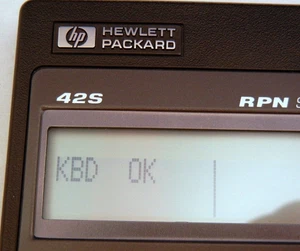 hp HEWLETT
PACKARD
42S RPN S
KBD OK